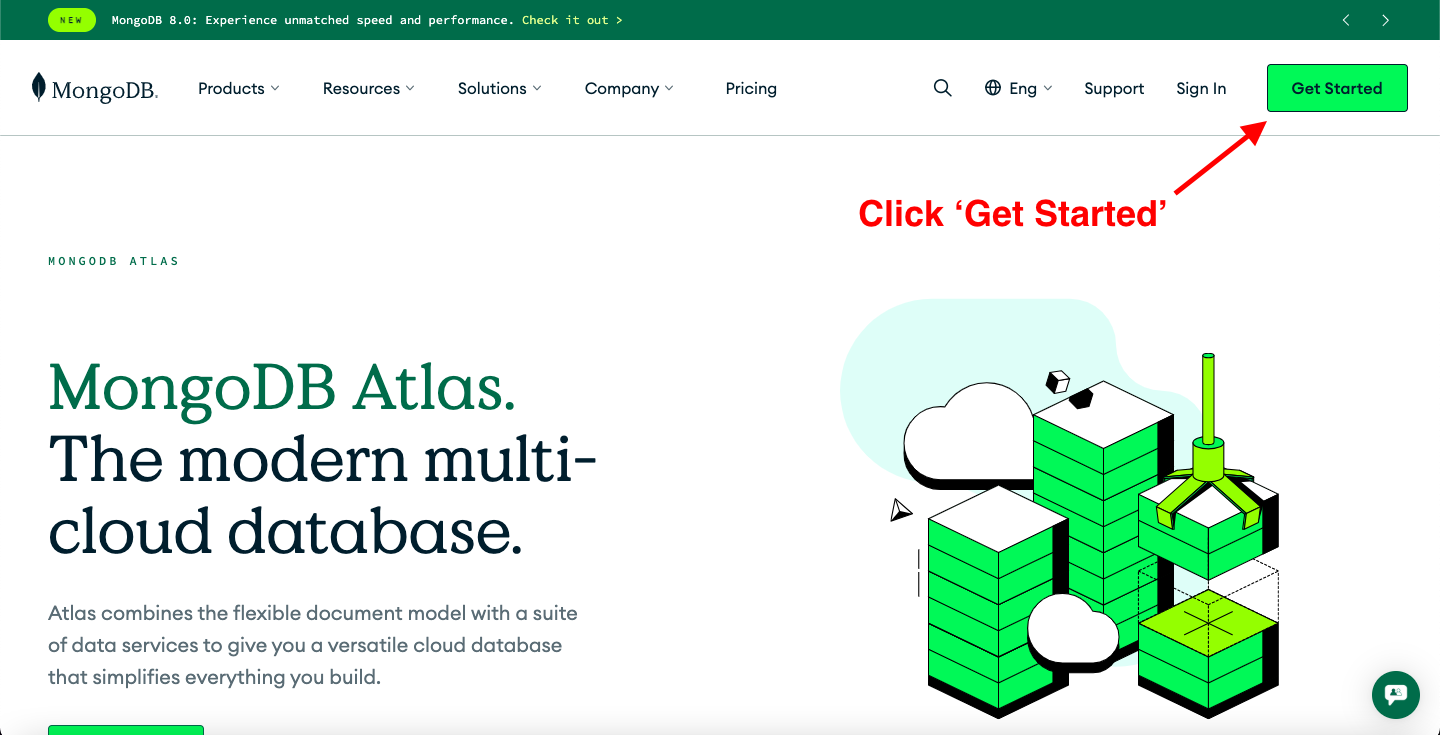 NEW
MongoDB 8.0: Experience unmatched speed and performance. Check it out >
MongoDB.
Products
Resources
Solutions
Company
Pricing
Eng
Support
Sign In
Get Started
Click ‘Get Started’
MONGODB ATLAS
MongoDB Atlas.
The modern multi-
cloud database.
Atlas combines the flexible document model with a suite
of data services to give you a versatile cloud database
that simplifies everything you build.